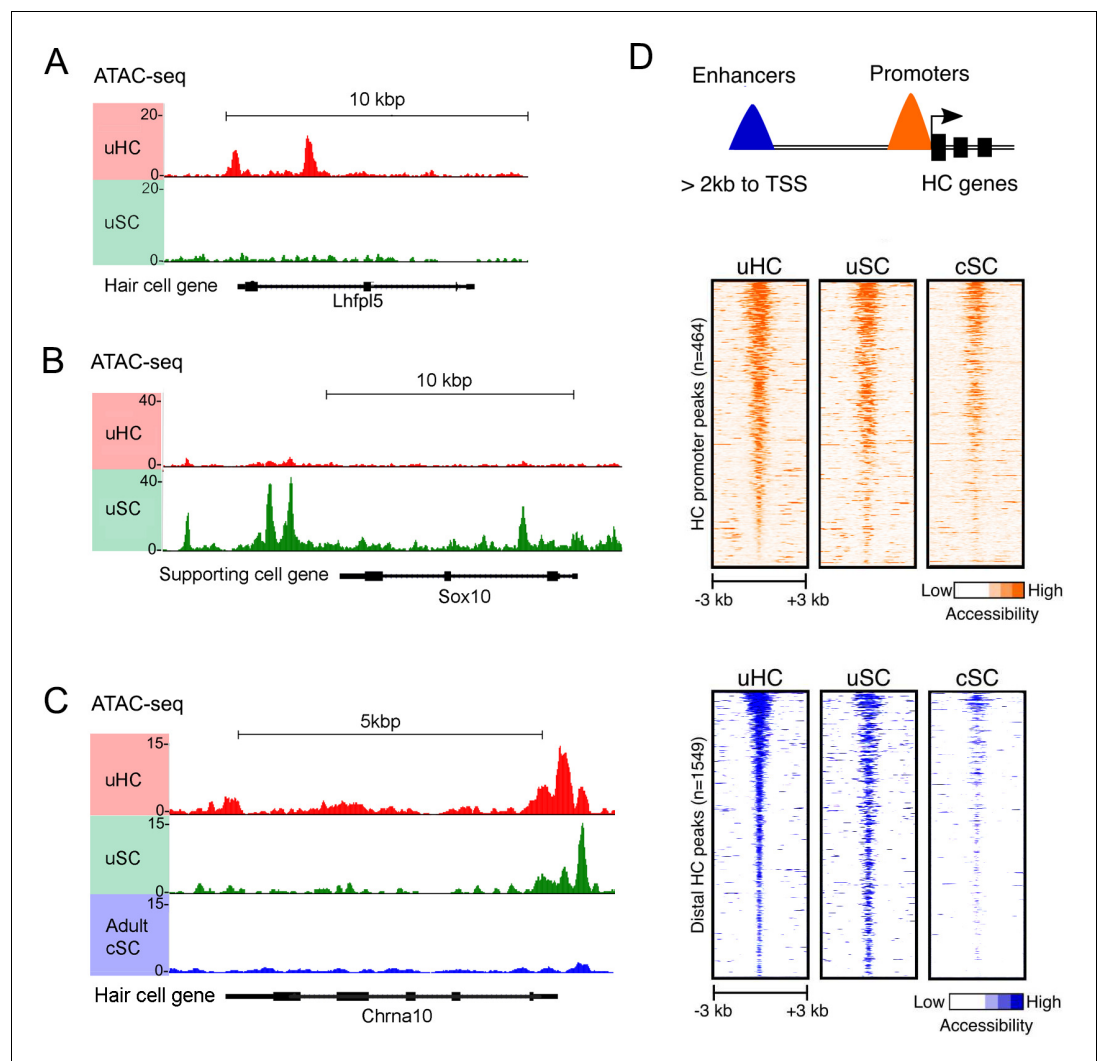 A
ATAC-seq
10 kbp
20-
uHC
0-
20-
uSC
0-
Hair cell gene
Lhfpl5
B
ATAC-seq
10 kbp
40-
uHC
0-
40-
uSC
0-
Supporting cell gene
Sox10
C
ATAC-seq
5kbp
15-
uHC
0-
15-
uSC
0-
15-
Adult
cSC
0-
Hair cell gene
Chrna10
D
Enhancers
Promoters
> 2kb to TSS
HC genes
uHC uSC cSC
HC promoter peaks (n=464)
-3 kb +3 kb
Low High
Accessibility
uHC uSC cSC
Distal HC peaks (n=1549)
-3 kb +3 kb
Low High
Accessibility